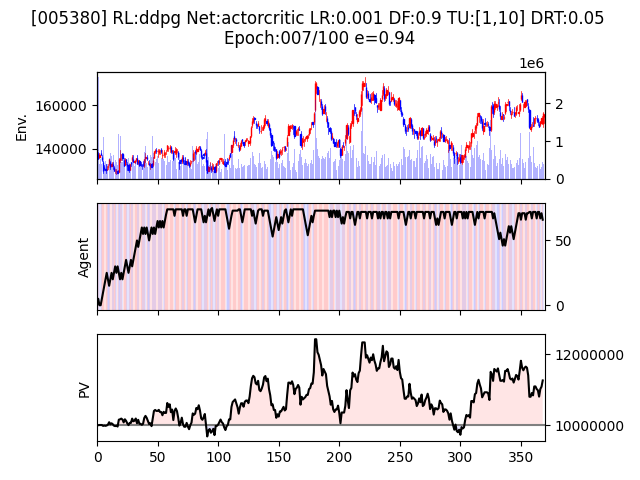 [005380] RL:ddpg Net:actorcritic LR:0.001 DF:0.9 TU:[1,10] DRT:0.05
Epoch:007/100 e=0.94
1e6
Env.
160000
140000
2
1
0
Agent
50
0
PV
12000000
10000000
0 50 100 150 200 250 300 350